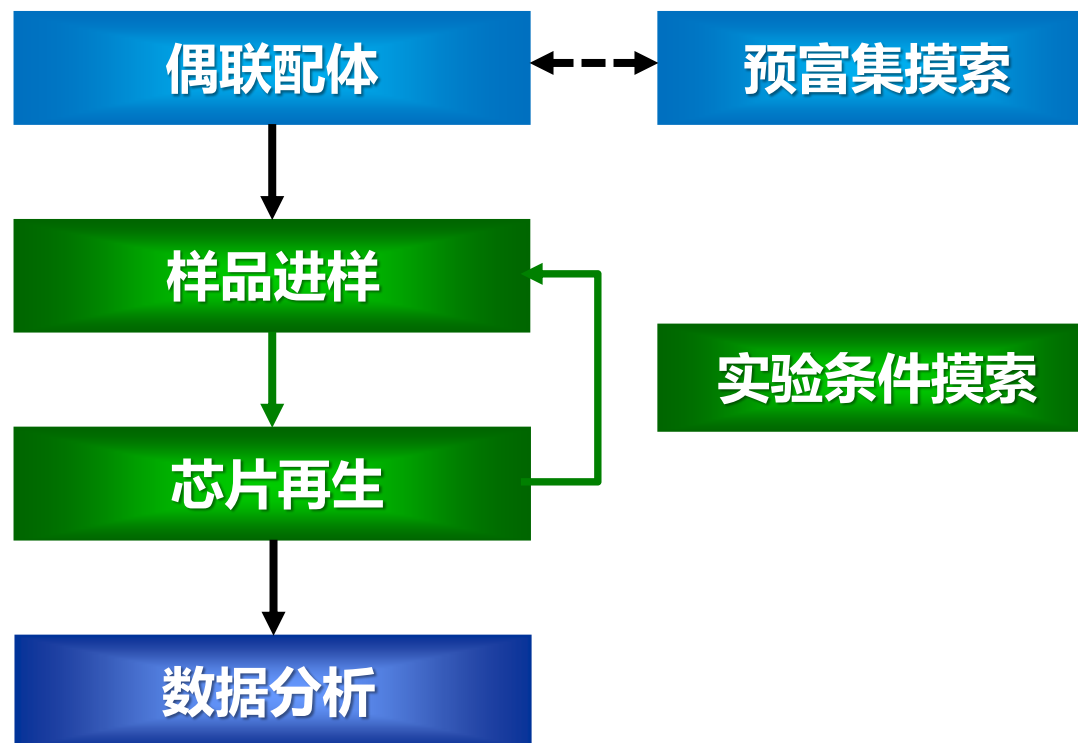 偶联配体
预富集摸索
样品进样
实验条件摸索
芯片再生
数据分析